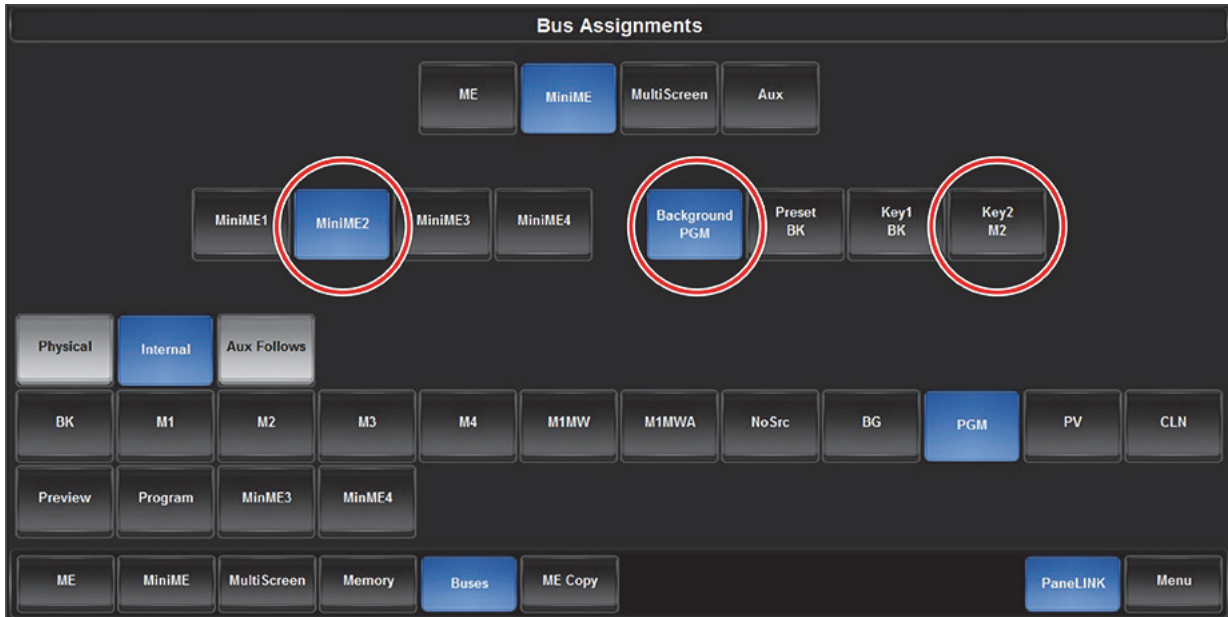 Bus Assignments
ME
MiniME
MultiScreen
Aux
MiniME1
MiniME2
MiniME3
MiniME4
Background
PGM
Preset
BK
Key1
BK
Key2
M2
Physical
Internal
Aux Follows
BK
M1
M2
M3
M4
M1MW
M1MWA
NoSrc
BG
PGM
PV
CLN
Preview
Program
MinME3
MinME4
ME
MiniME
MultiScreen
Memory
Buses
ME Copy
PaneLINK
Menu